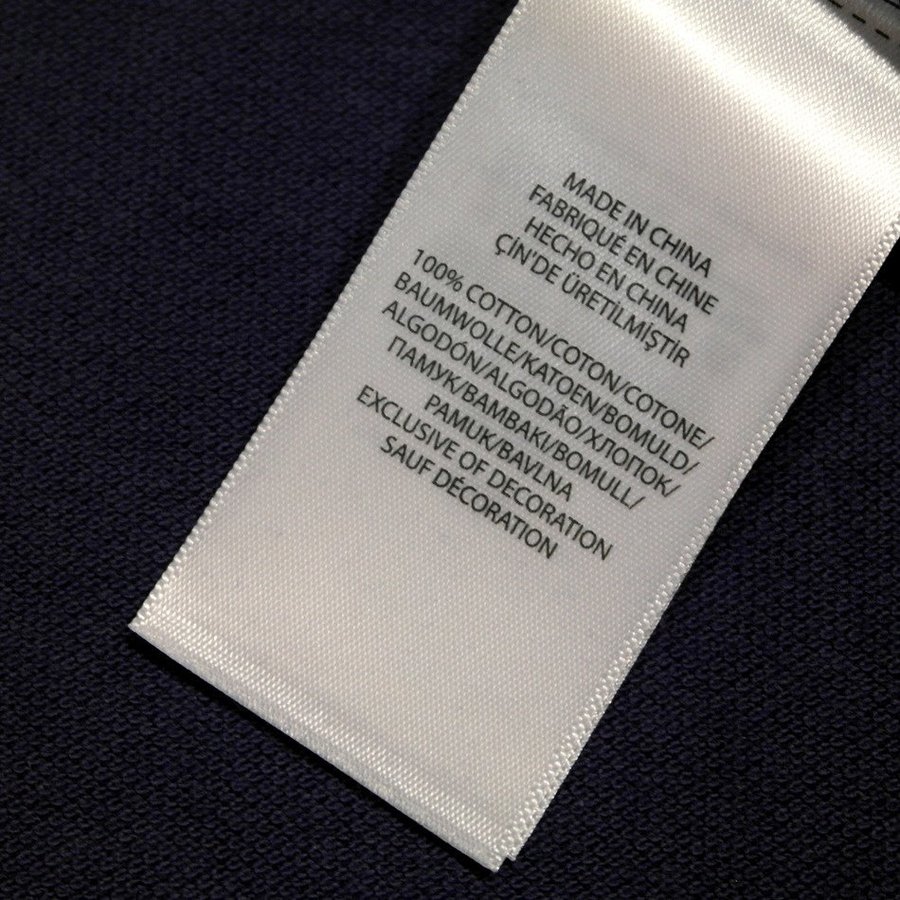 MADE IN CHINA
FABRIQUÉ EN CHINE
HECHO EN CHINA
ÇİN'DE ÜRETİLMİŞTİR
100% COTTON/COTON/COTONE/
BAUMWOLLE/KATOEN/BOMULD/
ALGODÓN/ALGODÃO/ХЛОПОК/
ПАМУК/BAMBAKI/BOMULL/
PAMUK/BAVLNA
EXCLUSIVE OF DECORATION
SAUF DÉCORATION